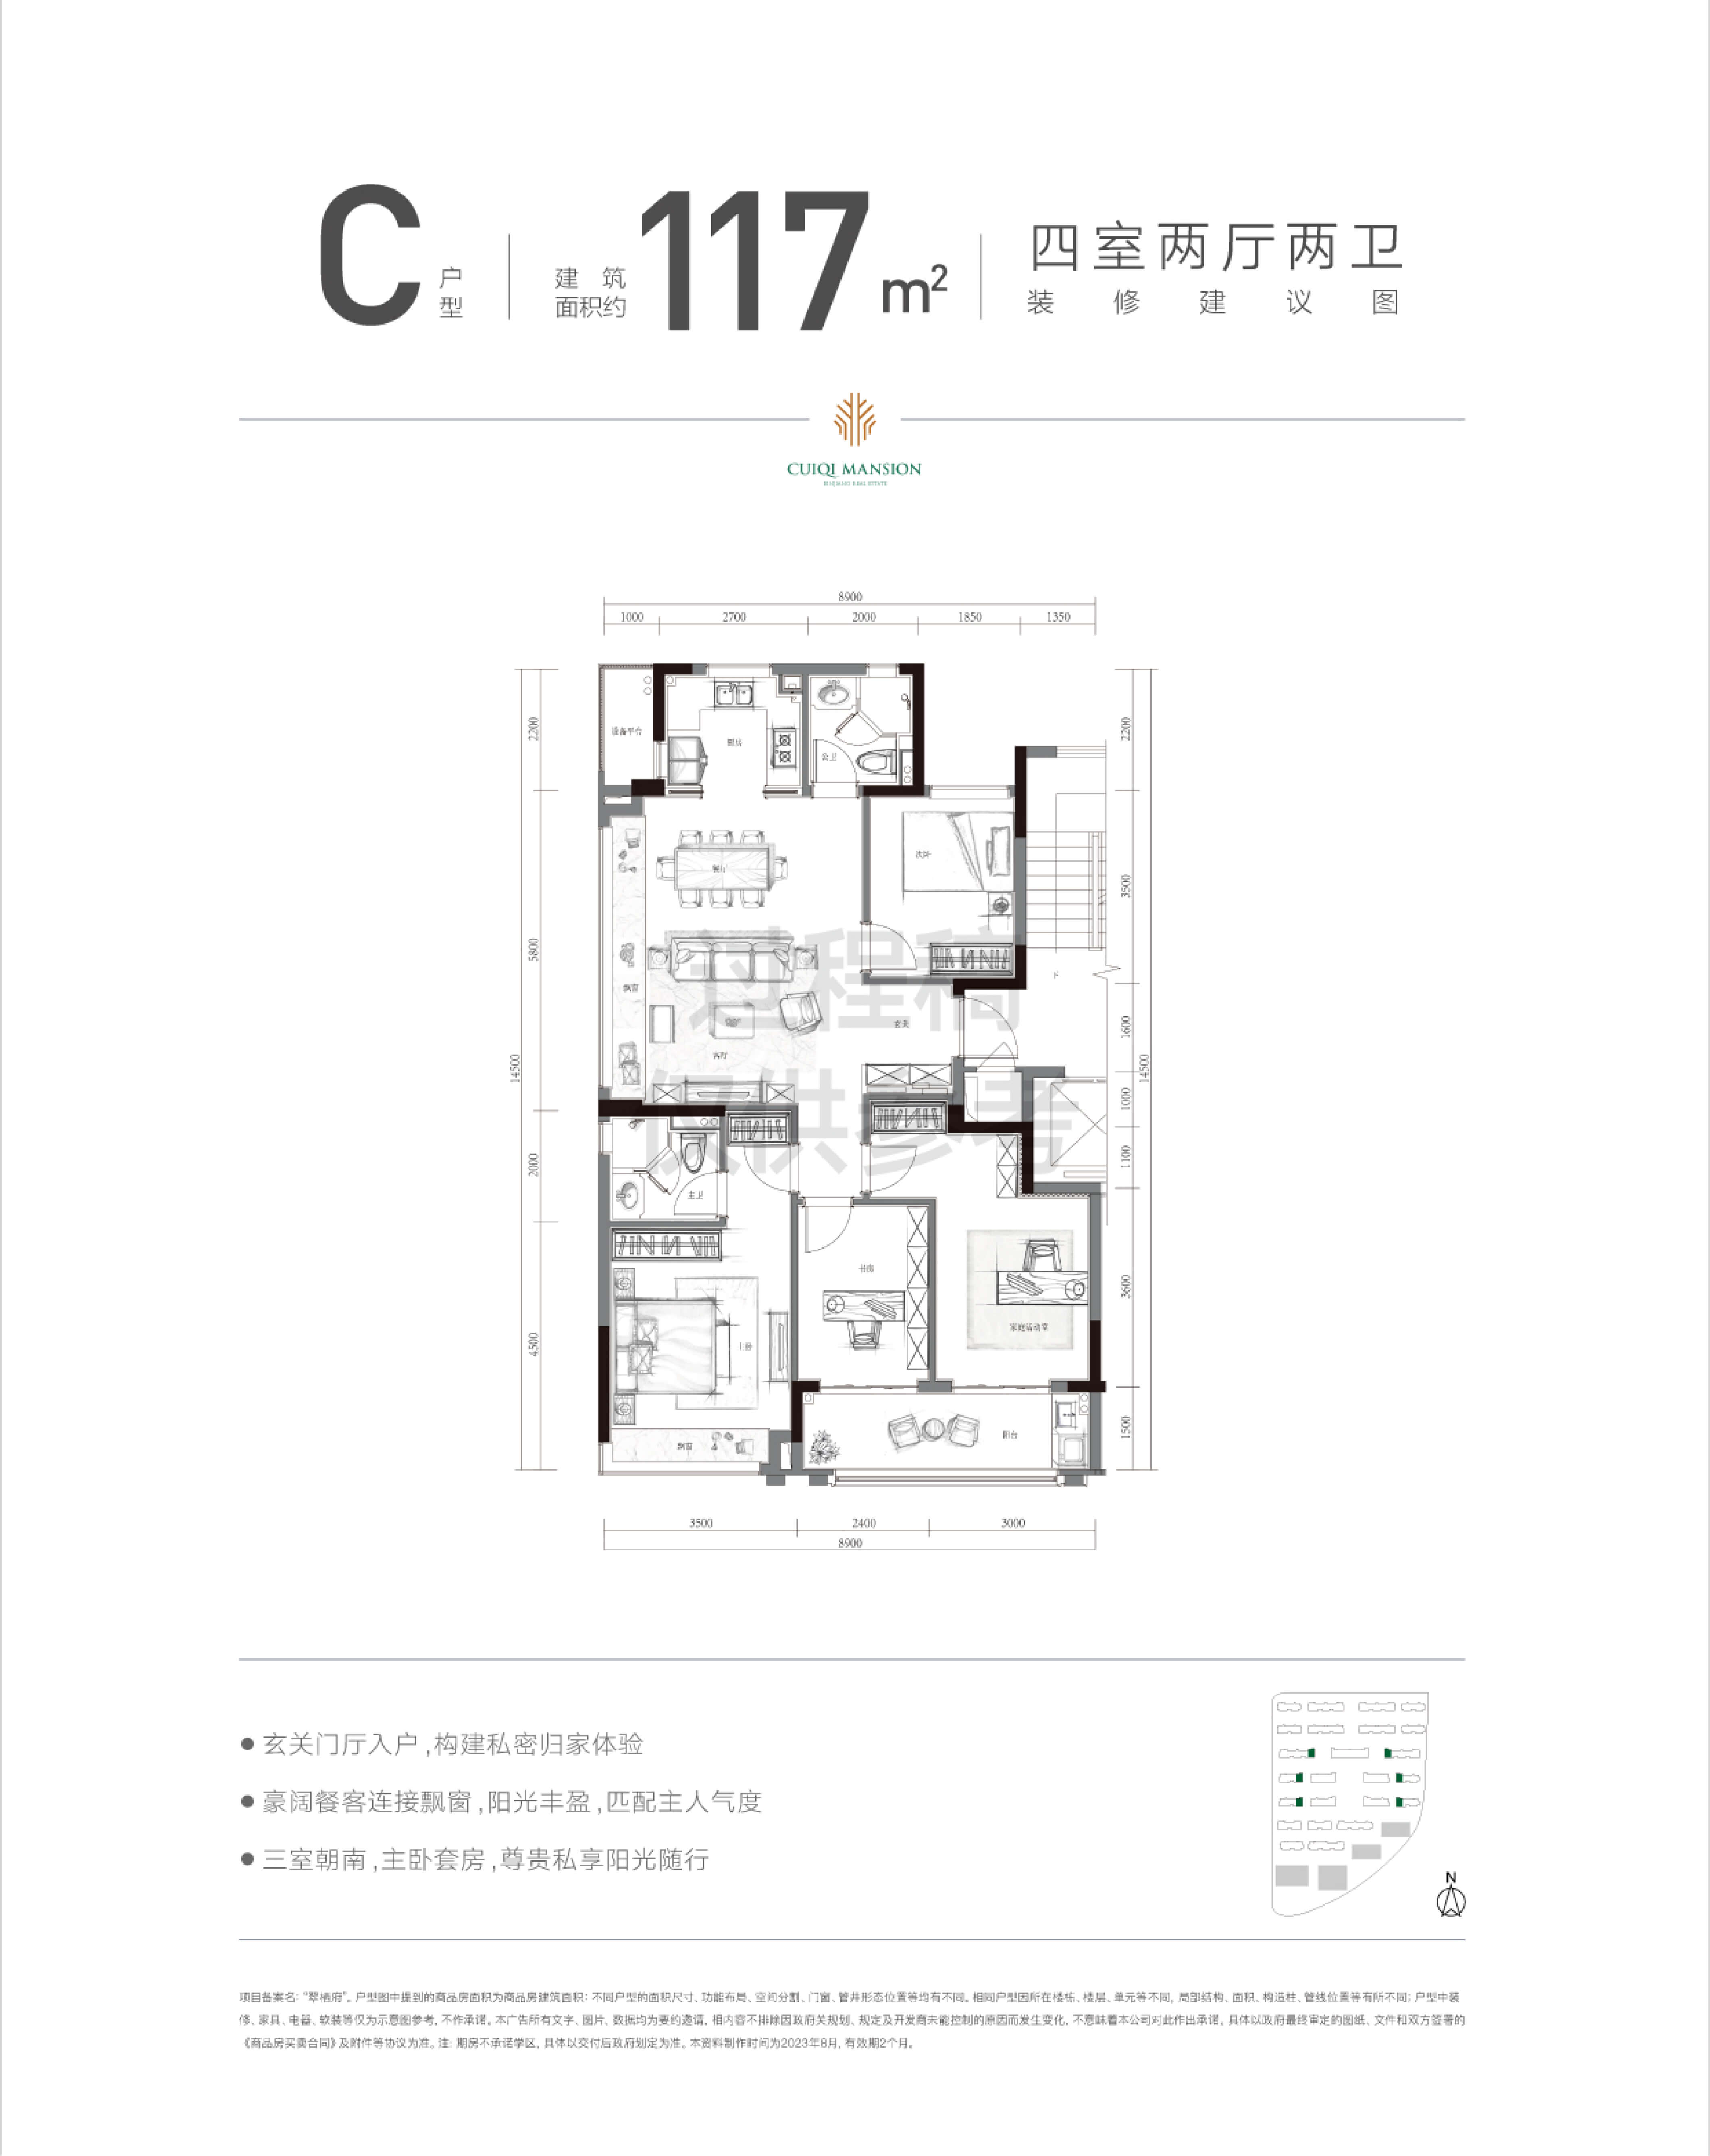 C 户型
建筑面积约 117 m²
四室两厅两卫
装修建议图
CUIQI MANSION
8900
1000 2700 2000 1850 1350
2200
5800
2000
4500
14500
2200
3500
1600
1000
1100
3600
1500
14500
设备平台
厨房
公卫
餐厅
次卧
飘窗
客厅
玄关
下
主卫
书房
主卧
家庭活动室
飘窗
阳台
过程稿
仅供参考
3500 2400 3000
8900
● 玄关门厅入户,构建私密归家体验
● 豪阔餐客连接飘窗,阳光丰盈,匹配主人气度
● 三室朝南,主卧套房,尊贵私享阳光随行
N
项目备案名：“翠栖府”。户型图中提到的商品房面积为商品房建筑面积：不同户型的面积尺寸、功能布局、空间分割、门窗、管井形态位置等均有不同。相同户型因所在楼栋、楼层、单元等不同，局部结构、面积、构造柱、管线位置等有所不同；户型中装
修、家具、电器、软装等仅为示意图参考，不作承诺。本广告所有文字、图片、数据均为要约邀请，相内容不排除因政府关规划、规定及开发商未能控制的原因而发生变化，不意味着本公司对此作出承诺。具体以政府最终审定的图纸、文件和双方签署的
《商品房买卖合同》及附件等协议为准。注：期房不承诺学区，具体以交付后政府划定为准。本资料制作时间为2023年8月，有效期2个月。